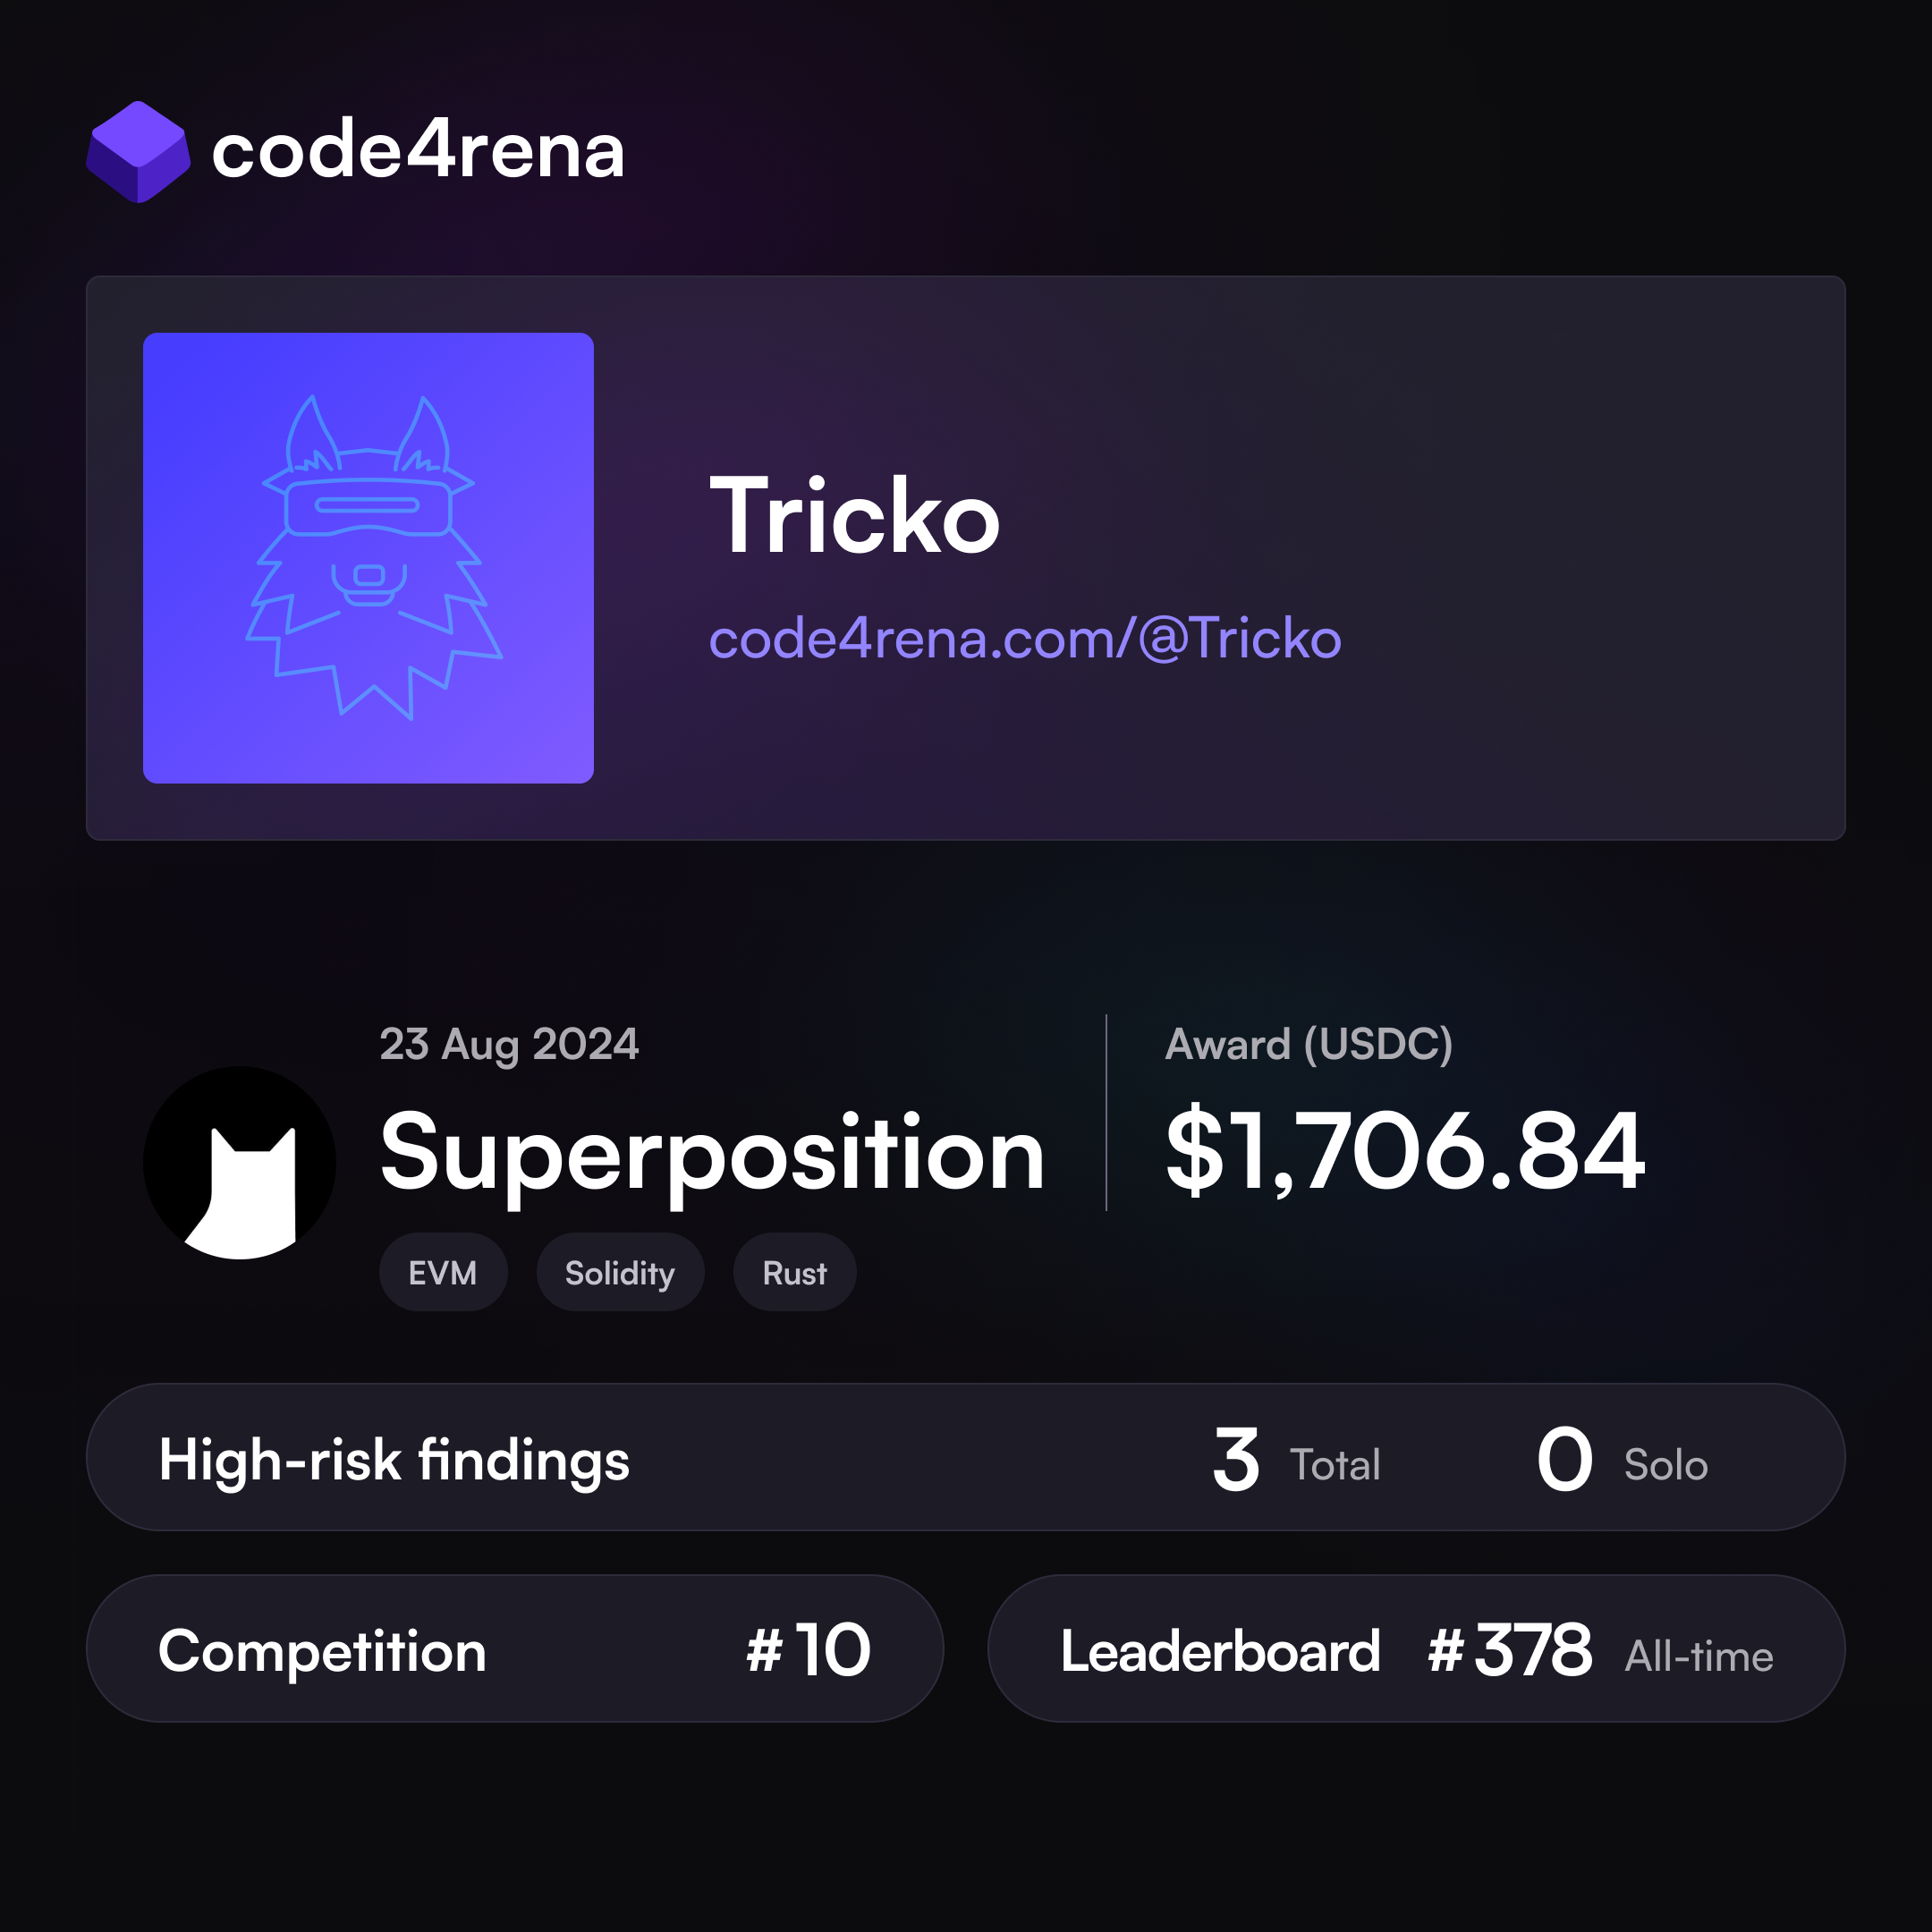 code4rena
Tricko
code4rena.com/@Tricko
23 Aug 2024
Superposition
EVM Solidity Rust
Award (USDC)
$1,706.84
High-risk findings 3 Total 0 Solo
Competition #10
Leaderboard #378 All-time